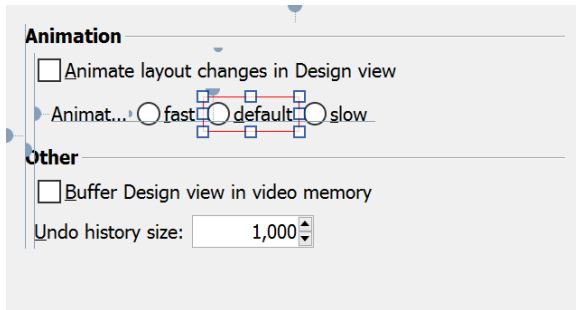 Animation
Animate layout changes in Design view
Animat... fast default slow
Other
Buffer Design view in video memory
Undo history size: 1,000